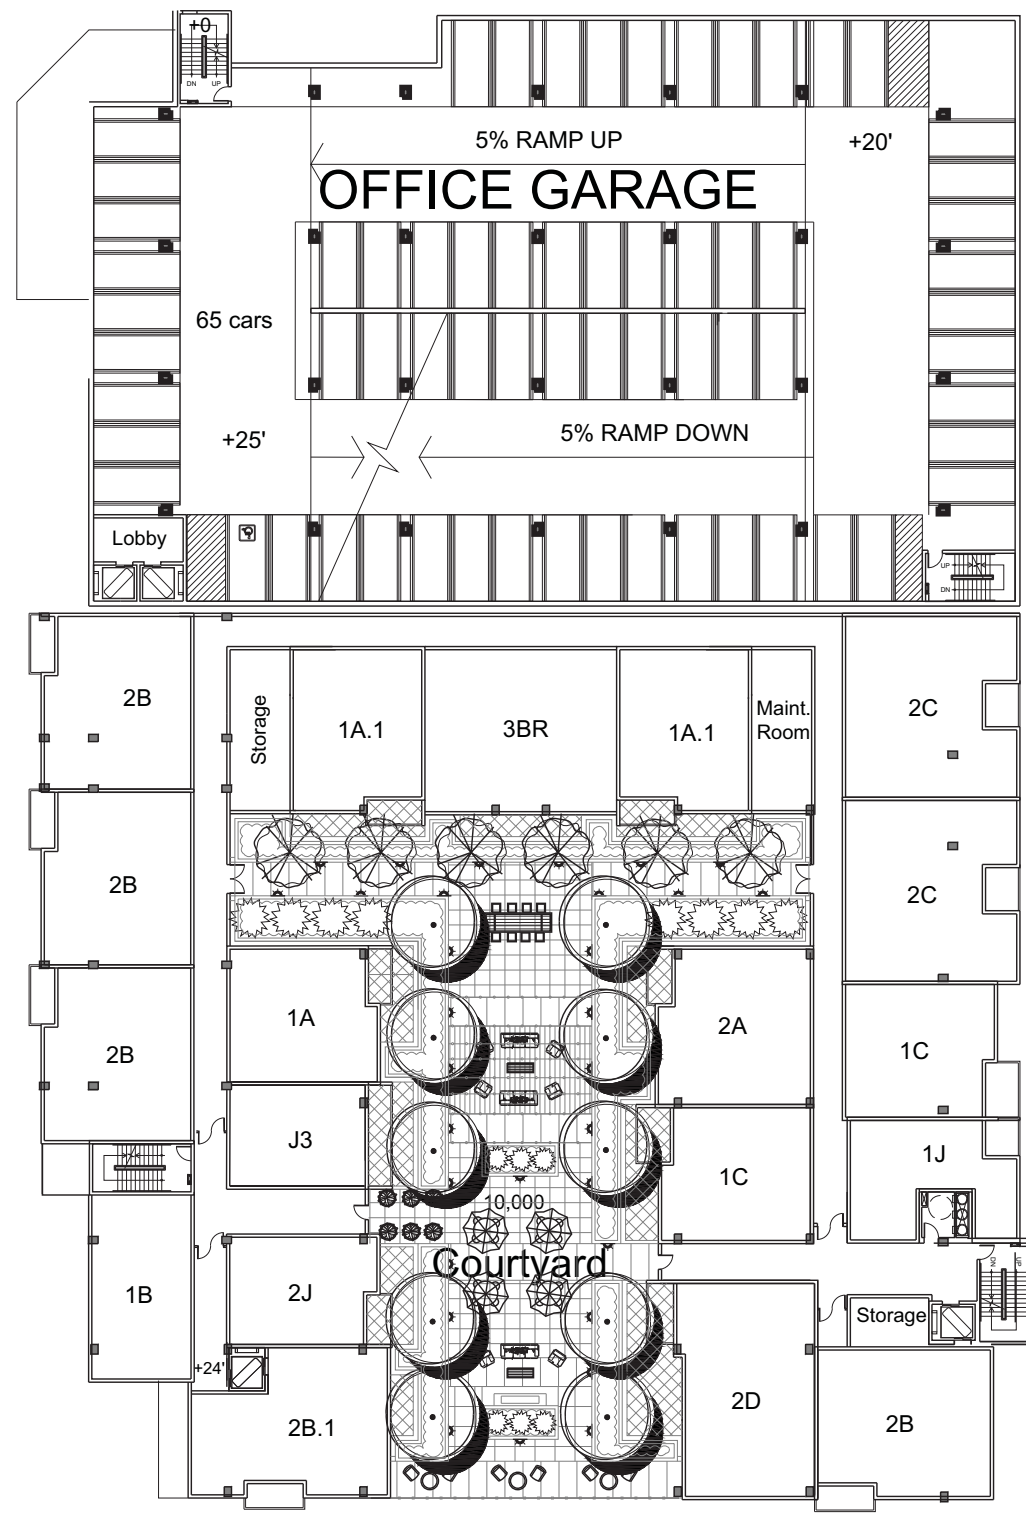 +0
DN UP
5% RAMP UP
+20'
OFFICE GARAGE
65 cars
+25'
5% RAMP DOWN
Lobby
UP
DN
2B
Storage
1A.1
3BR
1A.1
Maint.
Room
2C
2B
2C
1A
2A
2B
1C
J3
1J
1C
10,000
Courtyard
DN
UP
1B
2J
Storage
+24'
2D
2B.1
2B